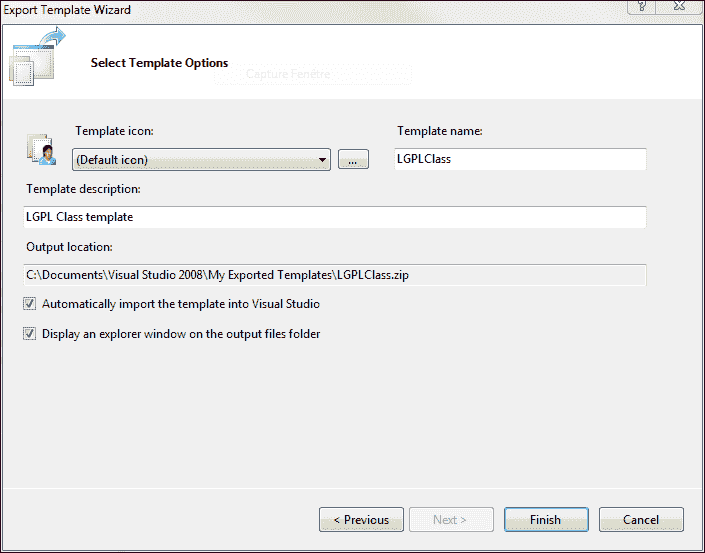 Export Template Wizard
?
Select Template Options
Capture Fenêtre
Template icon:
Template name:
(Default icon)
...
LGPLClass
Template description:
LGPL Class template
Output location:
C:\Documents\Visual Studio 2008\My Exported Templates\LGPLClass.zip
Automatically import the template into Visual Studio
Display an explorer window on the output files folder
< Previous
Next >
Finish
Cancel